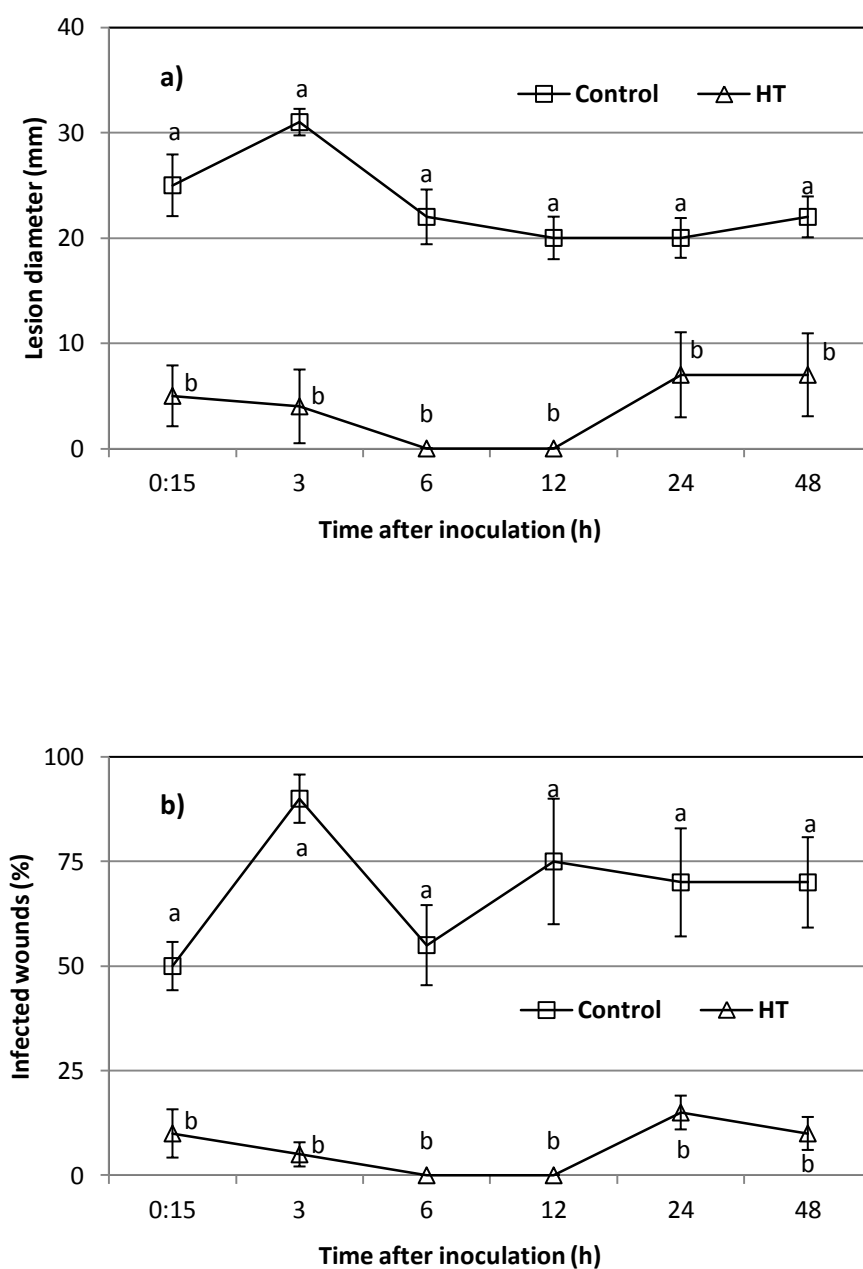 40
a)
a
a
Control
HT
30
a
a
a
a
20
Lesion diameter (mm)
10
b
b
b
b
b
b
0
0:15
3
6
12
24
48
Time after inoculation (h)
100
b)
a
a
a
a
a
a
75
50
Infected wounds (%)
Control
HT
25
b
b
b
b
b
b
0
0:15
3
6
12
24
48
Time after inoculation (h)